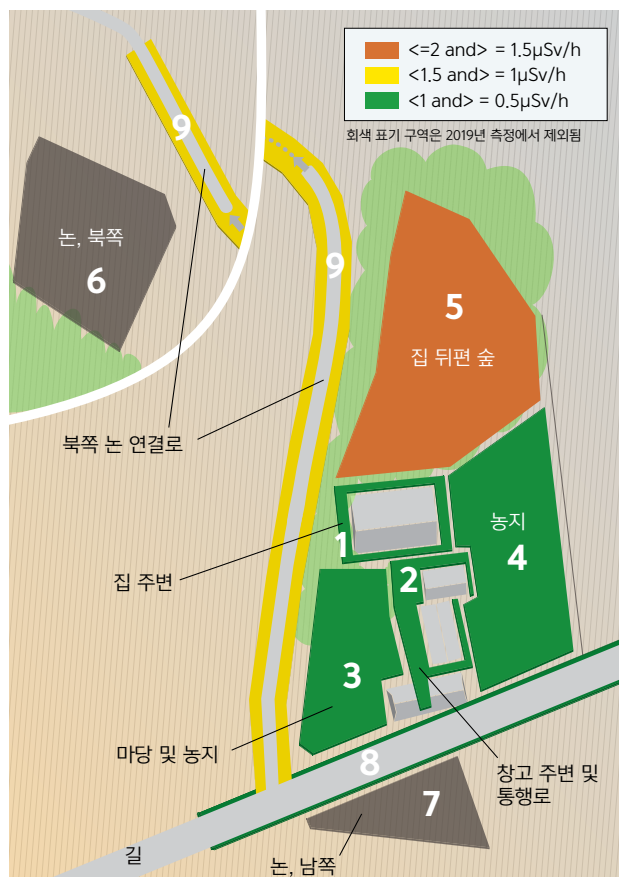 <=2 and> = 1.5μSv/h
<1.5 and> = 1μSv/h
<1 and> = 0.5μSv/h
회색 표기 구역은 2019년 측정에서 제외됨
9
논, 북쪽
6
9
5
집 뒤편 숲
북쪽 논 연결로
농지
4
1
2
집 주변
3
마당 및 농지
8
창고 주변 및
통행로
7
길
논, 남쪽